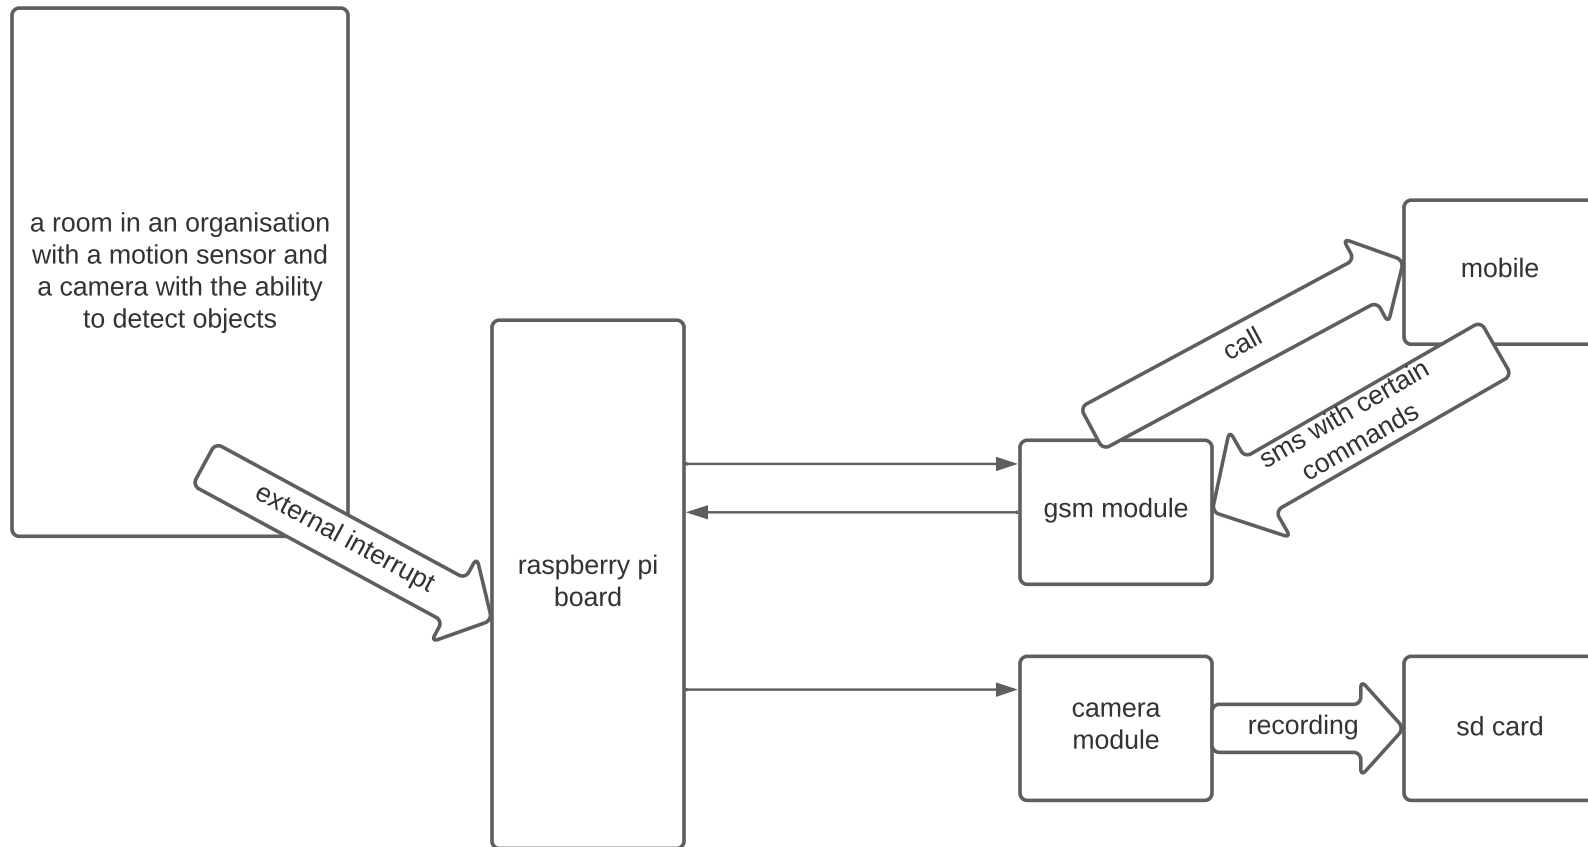 a room in an organisation
with a motion sensor and
a camera with the ability
to detect objects
external interrupt
raspberry pi
board
gsm module
call
mobile
sms with certain
commands
camera
module
recording
sd card